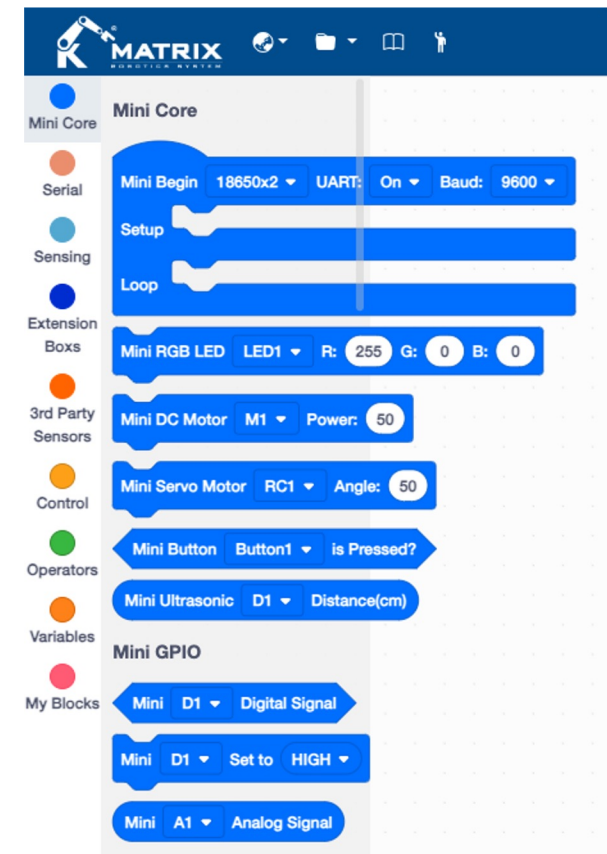 MATRIX
ROBOTICS SYSTEM
Mini Core
Serial
Sensing
Extension
Boxs
3rd Party
Sensors
Control
Operators
Variables
My Blocks
Mini Core
Mini Begin 18650x2 UART: On Baud: 9600
Setup
Loop
Mini RGB LED LED1 R: 255 G: 0 B: 0
Mini DC Motor M1 Power: 50
Mini Servo Motor RC1 Angle: 50
Mini Button Button1 is Pressed?
Mini Ultrasonic D1 Distance(cm)
Mini GPIO
Mini D1 Digital Signal
Mini D1 Set to HIGH
Mini A1 Analog Signal